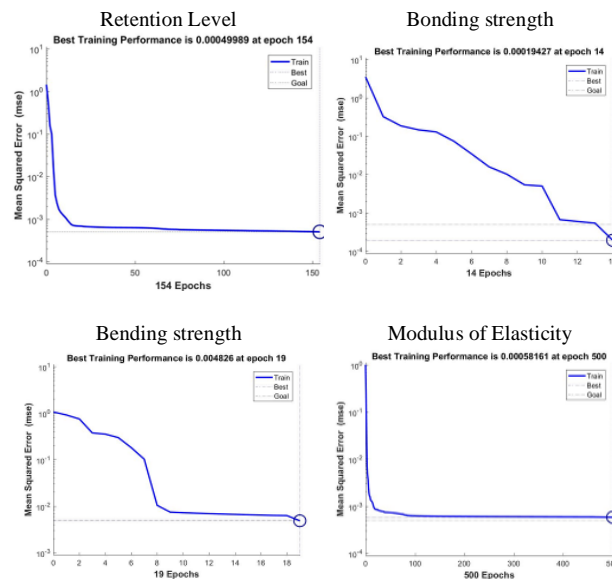 Retention Level
Best Training Performance is 0.00049989 at epoch 154
Train
Best
Goal
Mean Squared Error (mse)
10^1
10^0
10^-1
10^-2
10^-3
10^-4
0
50
100
150
154 Epochs
Bonding strength
Best Training Performance is 0.00019427 at epoch 14
Train
Best
Goal
Mean Squared Error (mse)
10^1
10^0
10^-1
10^-2
10^-3
10^-4
0
2
4
6
8
10
12
14 Epochs
Bending strength
Best Training Performance is 0.004826 at epoch 19
Train
Best
Goal
Mean Squared Error (mse)
10^1
10^0
10^-1
10^-2
10^-3
0
2
4
6
8
10
12
14
16
18
19 Epochs
Modulus of Elasticity
Best Training Performance is 0.00058161 at epoch 500
Train
Best
Goal
Mean Squared Error (mse)
10^0
10^-1
10^-2
10^-3
10^-4
0
100
200
300
400
500 Epochs